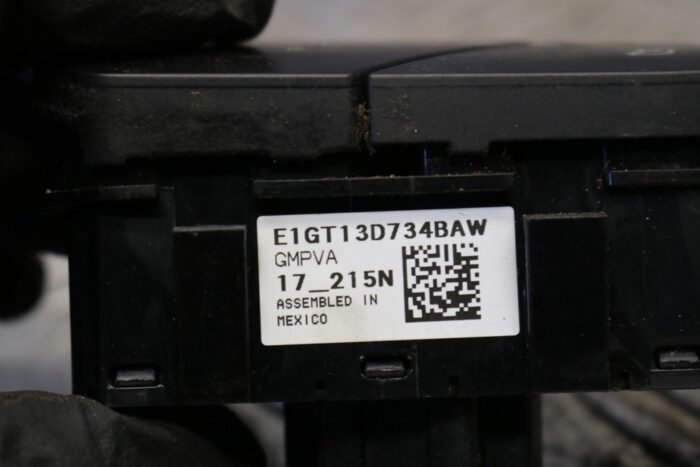 E1GT13D734BAW
GMPVA
17_215N
ASSEMBLED IN
MEXICO